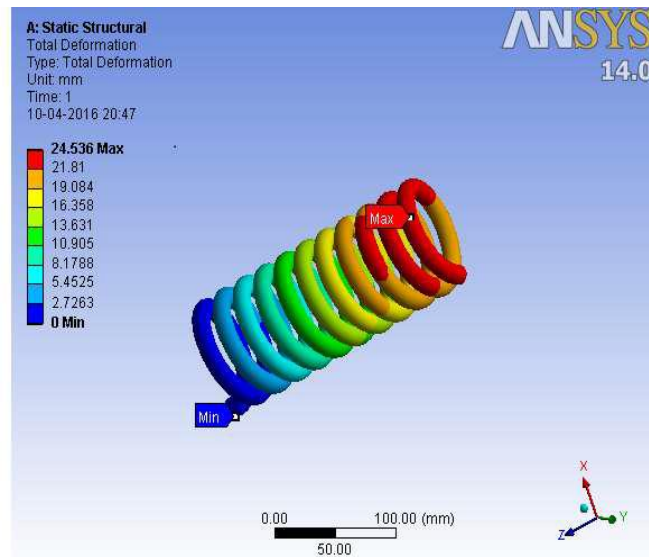 A: Static Structural
Total Deformation
Type: Total Deformation
Unit: mm
Time: 1
10-04-2016 20:47
ANSYS
14.0
24.536 Max
21.81
19.084
16.358
13.631
10.905
8.1788
5.4525
2.7263
0 Min
Max
Min
0.00 100.00 (mm)
50.00
X
Y
Z